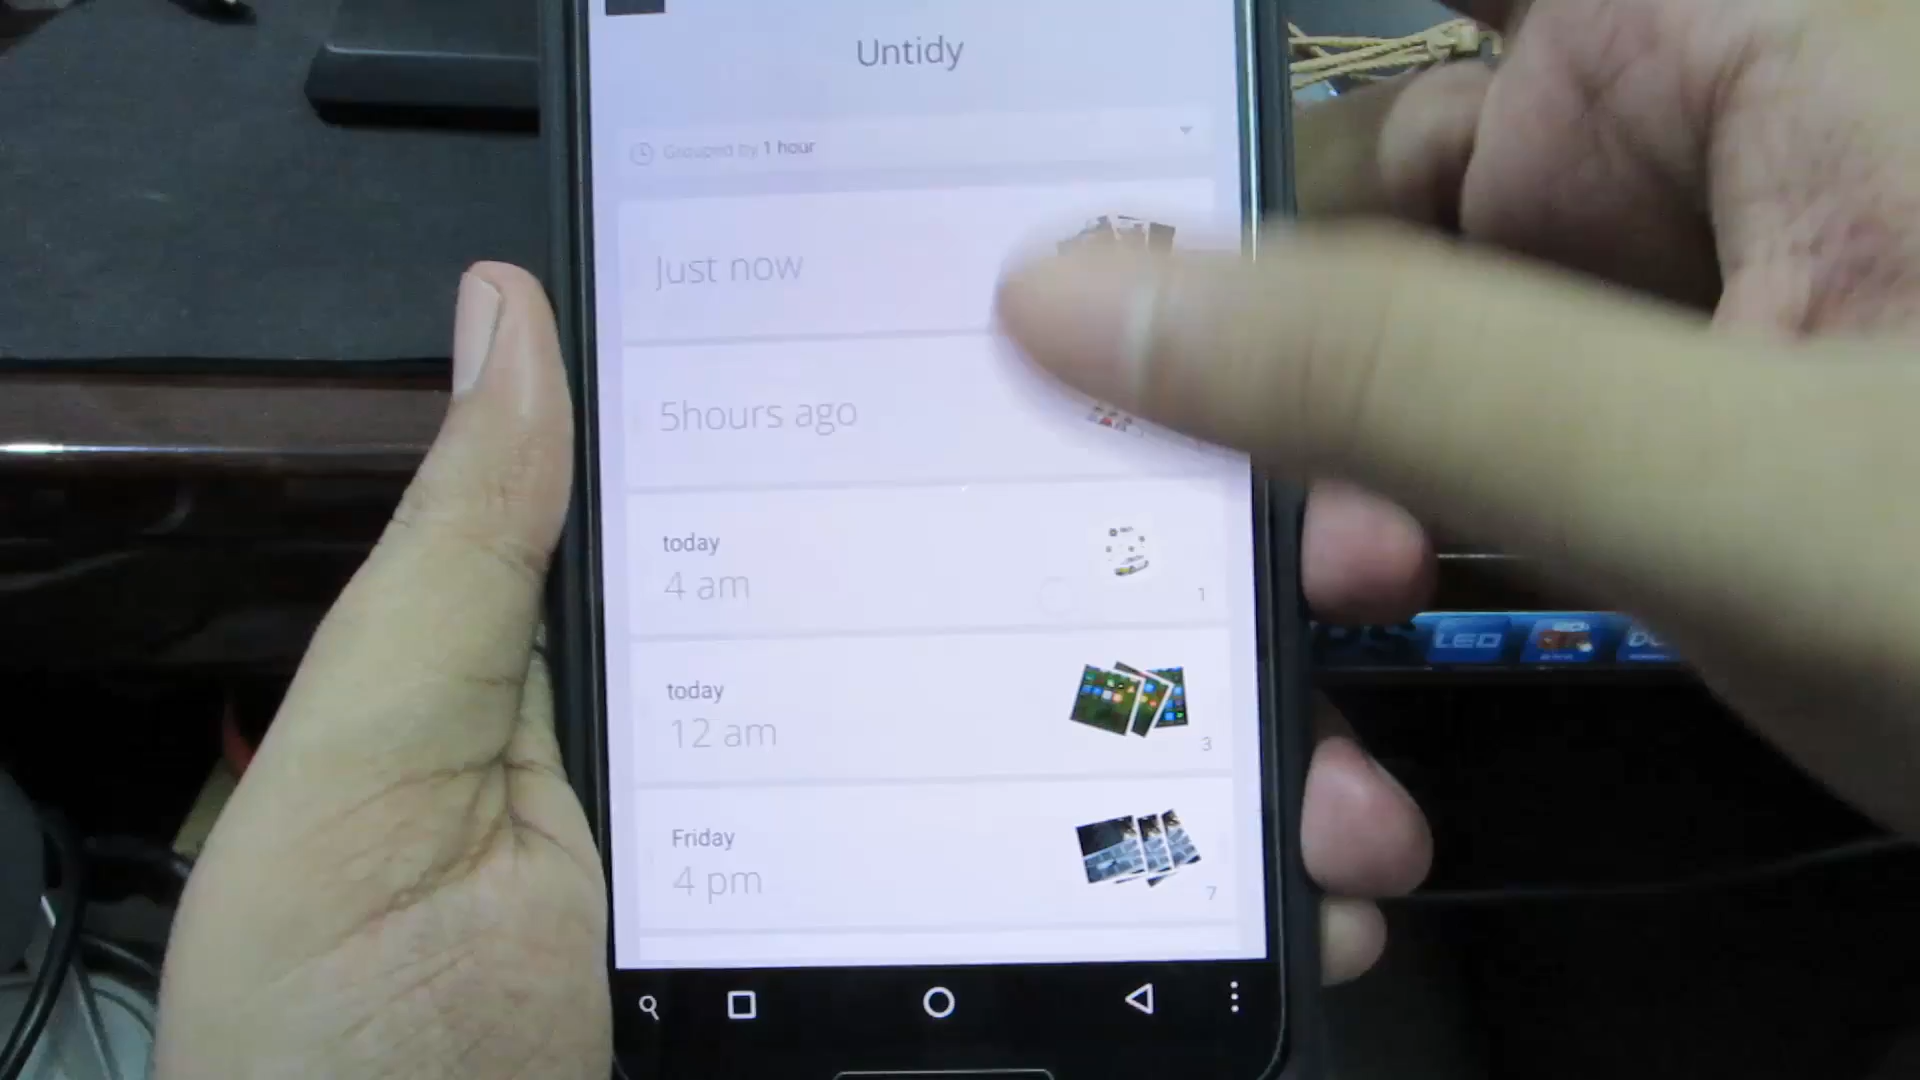 Untidy
Grouped by 1 hour
Just now
5hours ago
today
4 am
1
today
12 am
3
Friday
4 pm
7
LED